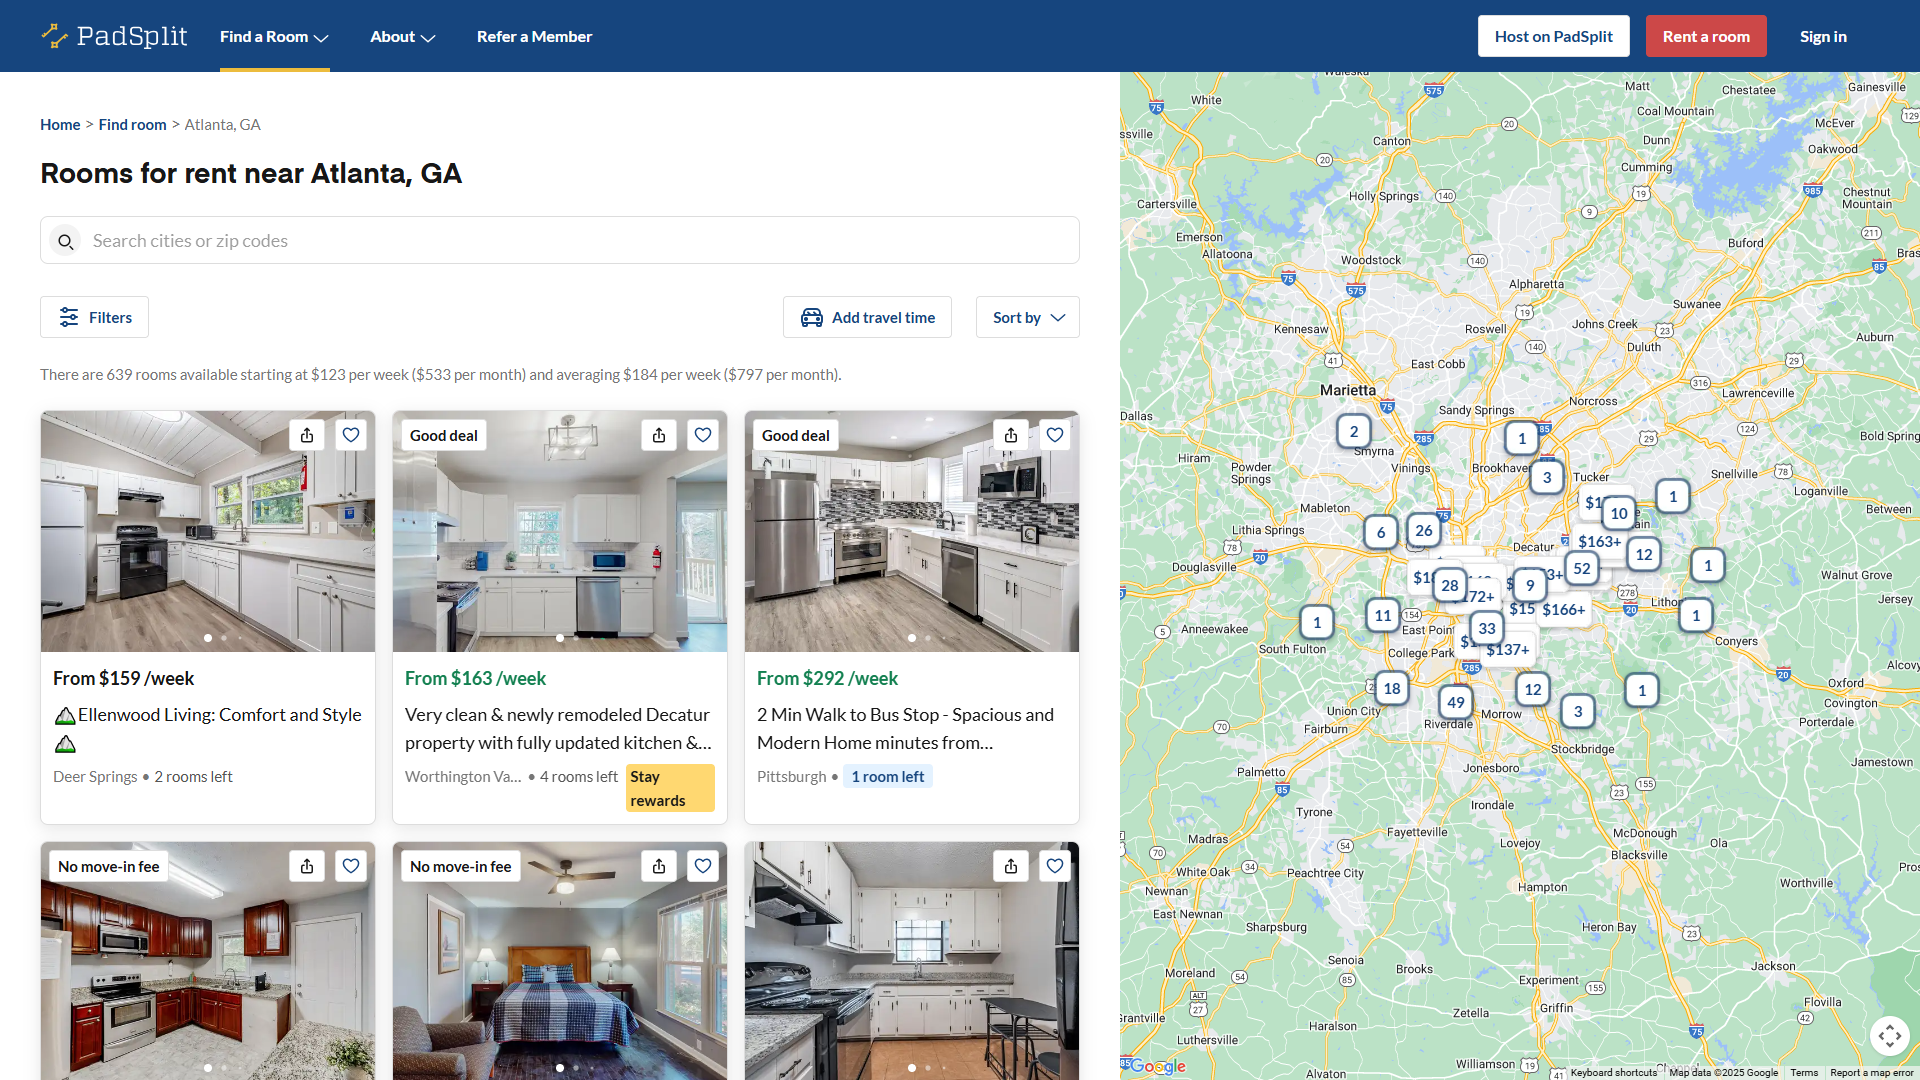 PadSplit
Find a Room
About
Refer a Member
Host on PadSplit
Rent a room
Sign in
Home > Find room > Atlanta, GA
Rooms for rent near Atlanta, GA
Search cities or zip codes
Filters
Add travel time
Sort by
There are 639 rooms available starting at $123 per week ($533 per month) and averaging $184 per week ($797 per month).
From $159 /week
Ellenwood Living: Comfort and Style
Deer Springs • 2 rooms left
Good deal
From $163 /week
Very clean & newly remodeled Decatur
property with fully updated kitchen &...
Worthington Va... • 4 rooms left
Stay
rewards
Good deal
From $292 /week
2 Min Walk to Bus Stop - Spacious and
Modern Home minutes from...
Pittsburgh • 1 room left
No move-in fee
No move-in fee
White
Matt
Chestatee
Gainesville
Coal Mountain
McEver
Canton
Dunn
Oakwood
Cumming
Holly Springs
Chestnut
Mountain
Cartersville
Emerson
Allatoona
Woodstock
Buford
Alpharetta
Suwanee
Kennesaw
Roswell
Johns Creek
Duluth
Auburn
East Cobb
Marietta
Lawrenceville
Norcross
Dallas
Sandy Springs
Smyrna
Hiram
Vinings
Tucker
Powder
Springs
Snellville
Loganville
Mableton
Between
Lithia Springs
Decatur
Douglasville
Walnut Grove
Jersey
Anneewakee
South Fulton
College Park
Conyers
Oxford
Covington
Porterdale
Union City
Morrow
Riverdale
Fairburn
Stockbridge
Palmetto
Jonesboro
Jamestown
Tyrone
Irondale
Fayetteville
McDonough
Madras
Lovejoy
Blacksville
Ola
White Oak
Peachtree City
Newnan
Hampton
Worthville
East Newnan
Sharpsburg
Heron Bay
Senoia
Moreland
Brooks
Jackson
Experiment
Griffin
Flovilla
Zetella
Haralson
Luthersville
Williamson
Alvaton
2
1
3
1
10
6
26
$163+
12
52
1
28
9
$166+
1
11
33
1
$137+
18
49
12
3
1
Google
Keyboard shortcuts
Map data ©2025 Google
Terms
Report a map error